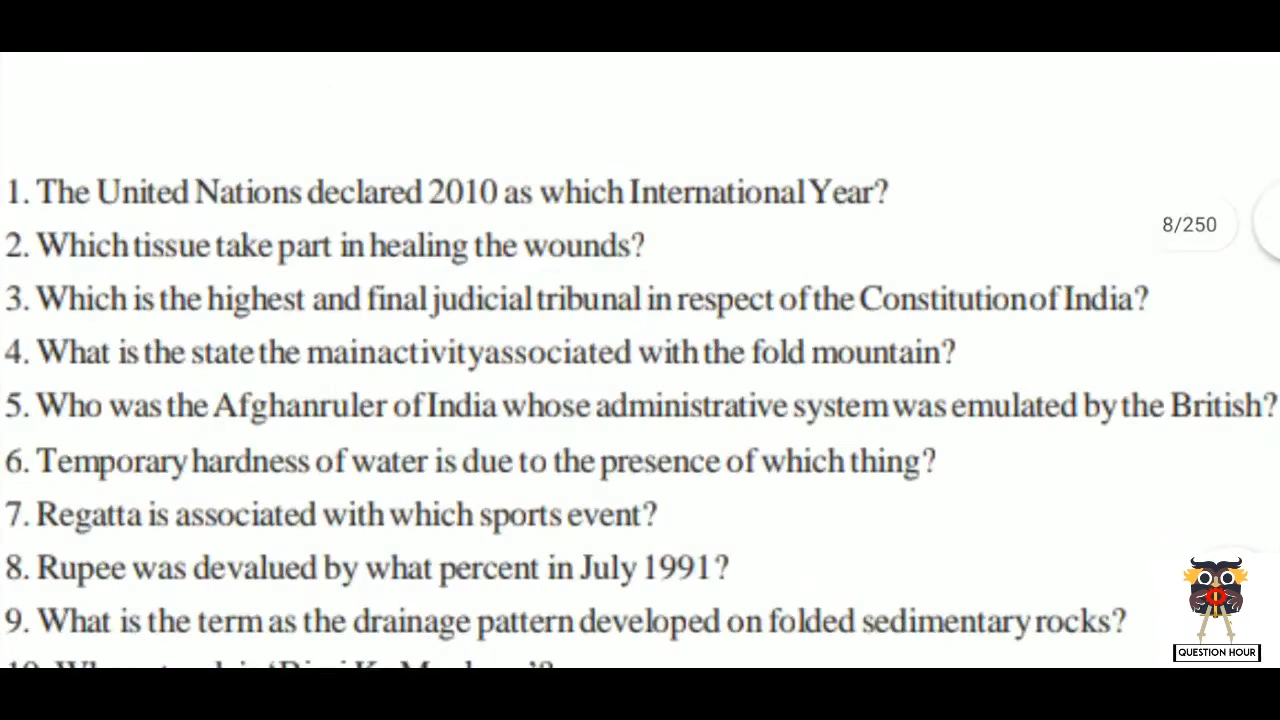 1. The United Nations declared 2010 as which International Year?
8/250
2. Which tissue take part in healing the wounds?
3. Which is the highest and final judicial tribunal in respect of the Constitution of India?
4. What is the state the mainactivityassociated with the fold mountain?
5. Who was the Afghanruler of India whose administrative system was emulated by the British?
6. Temporary hardness of water is due to the presence of which thing?
7. Regatta is associated with which sports event?
8. Rupee was devalued by what percent in July 1991?
9. What is the term as the drainage pattern developed on folded sedimentary rocks?
QUESTION HOUR